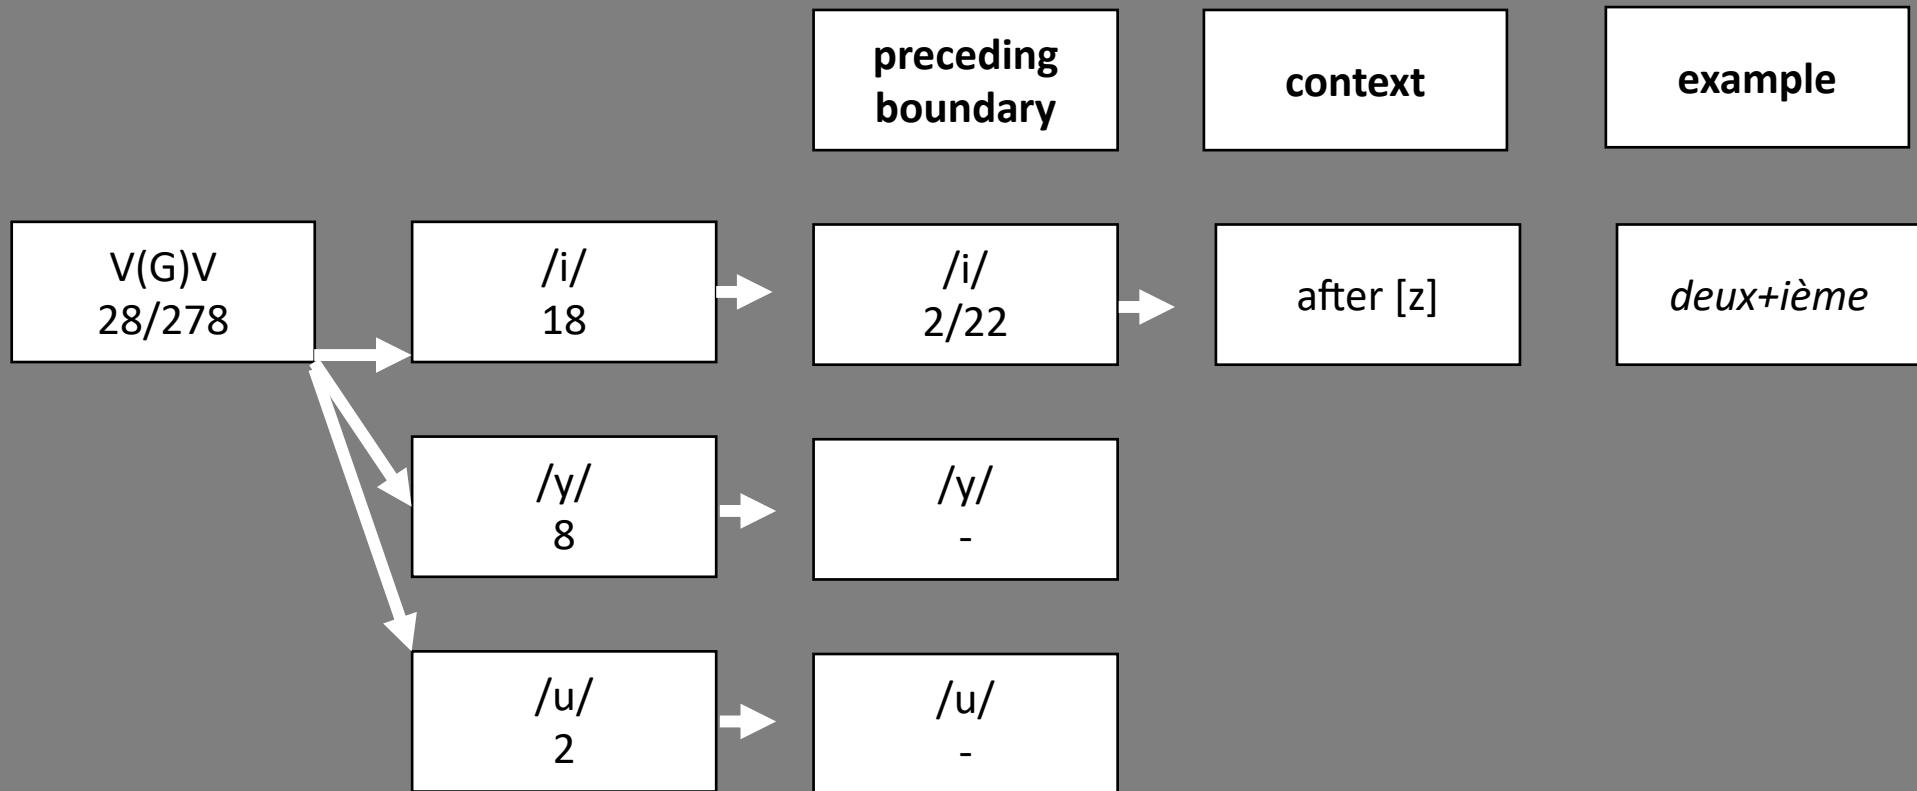 preceding
boundary
context
example
V(G)V
28/278
/i/
18
/i/
2/22
after [z]
deux+ième
/y/
8
/y/
-
/u/
2
/u/
-